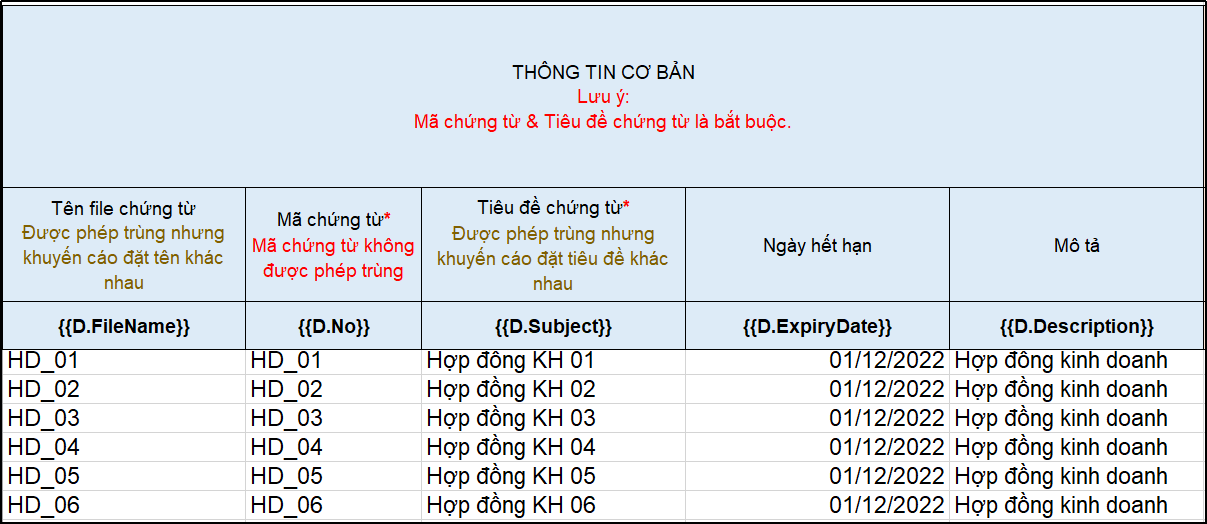 THÔNG TIN CƠ BẢN
Lưu ý:
Mã chứng từ & Tiêu đề chứng từ là bắt buộc.
Tên file chứng từ
Được phép trùng nhưng
khuyến cáo đặt tên khác
nhau
Mã chứng từ*
Mã chứng từ không
được phép trùng
Tiêu đề chứng từ*
Được phép trùng nhưng
khuyến cáo đặt tiêu đề khác
nhau
Ngày hết hạn
Mô tả
{{D.FileName}} {{D.No}} {{D.Subject}} {{D.ExpiryDate}} {{D.Description}}
HD_01 HD_01 Hợp đồng KH 01 01/12/2022 Hợp đồng kinh doanh
HD_02 HD_02 Hợp đồng KH 02 01/12/2022 Hợp đồng kinh doanh
HD_03 HD_03 Hợp đồng KH 03 01/12/2022 Hợp đồng kinh doanh
HD_04 HD_04 Hợp đồng KH 04 01/12/2022 Hợp đồng kinh doanh
HD_05 HD_05 Hợp đồng KH 05 01/12/2022 Hợp đồng kinh doanh
HD_06 HD_06 Hợp đồng KH 06 01/12/2022 Hợp đồng kinh doanh